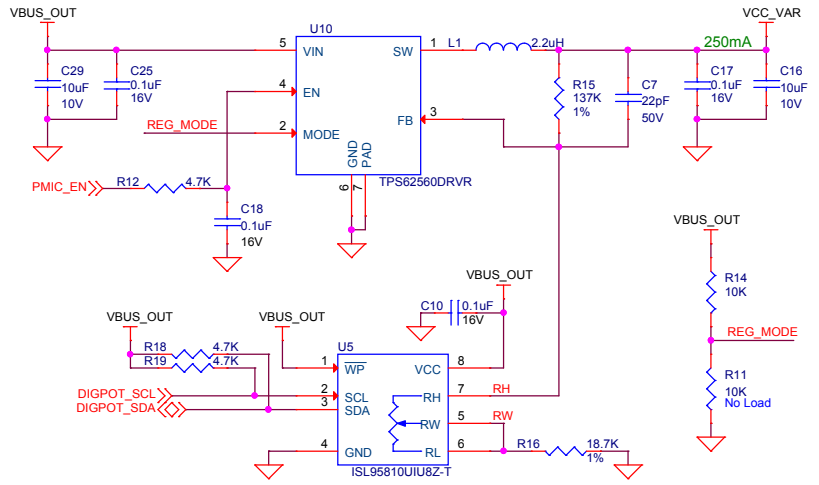 VBUS_OUT
U10
VCC_VAR
5
VIN
SW
1
L1
2.2uH
250mA
C29
10uF
10V
C25
0.1uF
16V
4
EN
R15
137K
1%
C7
22pF
50V
C17
0.1uF
16V
C16
10uF
10V
REG_MODE
2
MODE
FB
3
GND
PAD
6
7
TPS62560DRVR
PMIC_EN
R12
4.7K
C18
0.1uF
16V
VBUS_OUT
R14
10K
REG_MODE
R11
10K
No Load
VBUS_OUT
C10
0.1uF
16V
VBUS_OUT
VBUS_OUT
R18
4.7K
R19
4.7K
U5
1
WP
VCC
8
DIGPOT_SCL
2
SCL
RH
7
RH
DIGPOT_SDA
3
SDA
RW
5
RW
4
GND
RL
6
R16
18.7K
1%
ISL95810UIU8Z-T